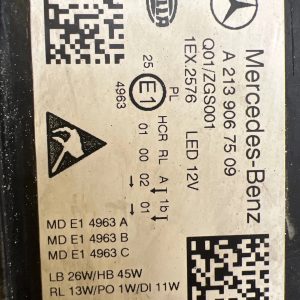 Mercedes-Benz
A 213 906 75 09
Q01/ZGS001
1EX.2576 LED 12V
HELLA
PL
E1
HCR RL A 1b
01 00 02 01
25
4963
MD E1 4963 A
MD E1 4963 B
MD E1 4963 C
LB 26W/HB 45W
RL 13W/PO 1W/DI 11W